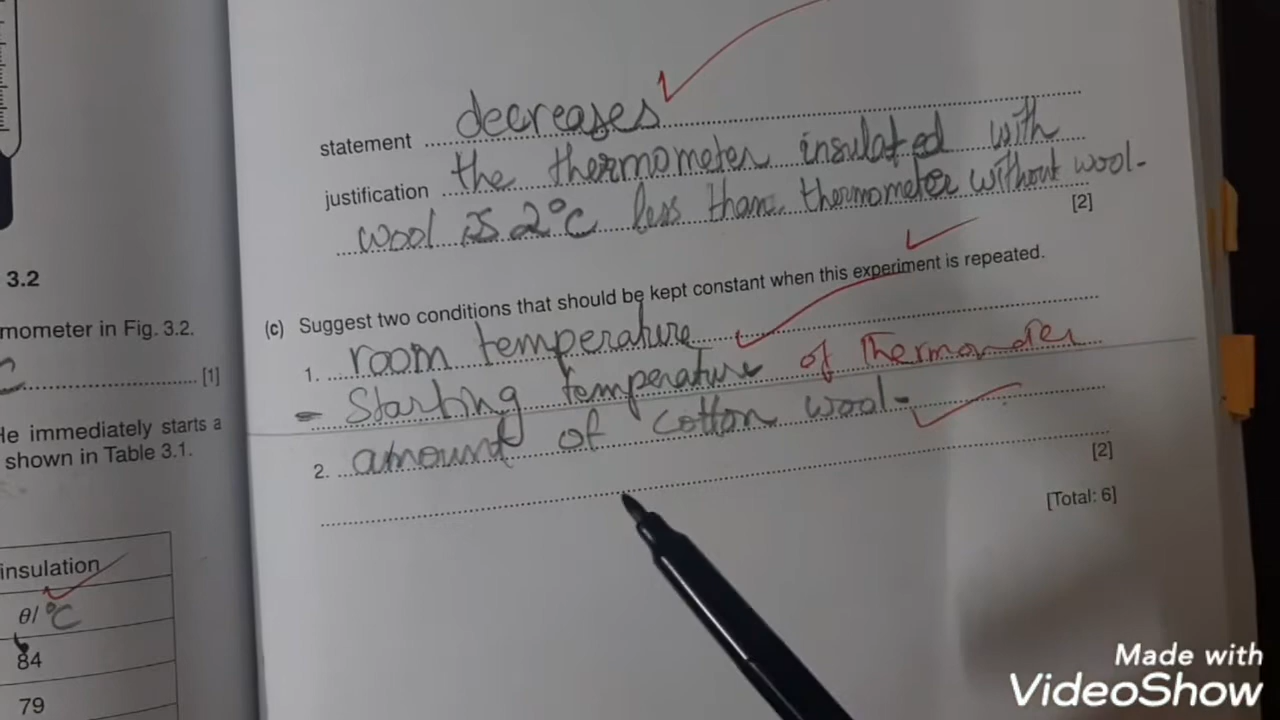 statement decreases
justification the thermometer insulated with
wool is 2°C less than thermometer without wool.
[2]
3.2
(c) Suggest two conditions that should be kept constant when this experiment is repeated.
mometer in Fig. 3.2.
1. room temperature
[1]
- Starting temperature of thermometer
He immediately starts a
shown in Table 3.1.
2. amount of cotton wool.
[2]
[Total: 6]
insulation
θ/ °C
84
79
Made with
VideoShow